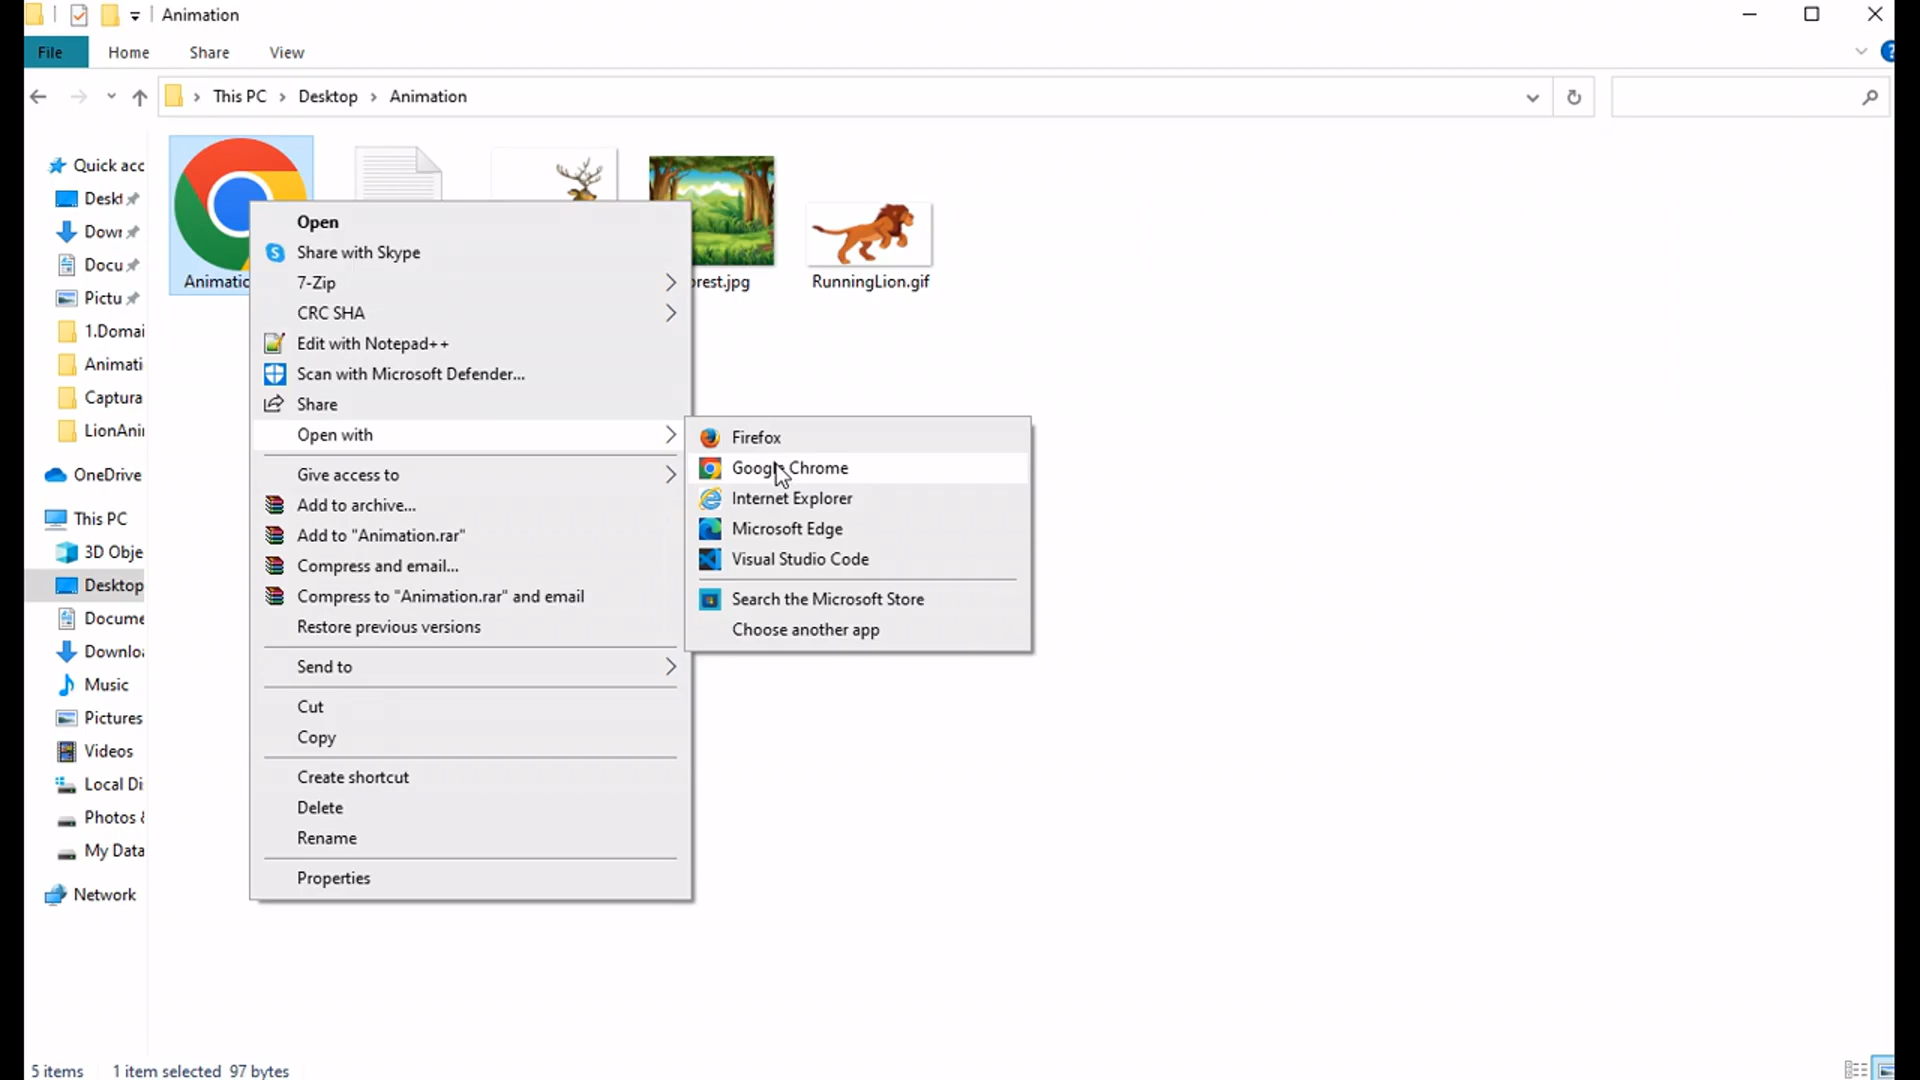 Animation
File Home Share View
This PC Desktop Animation
Quick acc
Deskt
Dowr
Docu
Pictu
1.Domai
Animati
Captura
LionAni
OneDrive
This PC
3D Obje
Desktop
Docume
Downloa
Music
Pictures
Videos
Local Di
Photos &
My Data
Network
Animatio
orest.jpg
RunningLion.gif
Open
Share with Skype
7-Zip
CRC SHA
Edit with Notepad++
Scan with Microsoft Defender...
Share
Open with
Give access to
Add to archive...
Add to "Animation.rar"
Compress and email...
Compress to "Animation.rar" and email
Restore previous versions
Send to
Cut
Copy
Create shortcut
Delete
Rename
Properties
Firefox
Google Chrome
Internet Explorer
Microsoft Edge
Visual Studio Code
Search the Microsoft Store
Choose another app
5 items 1 item selected 97 bytes